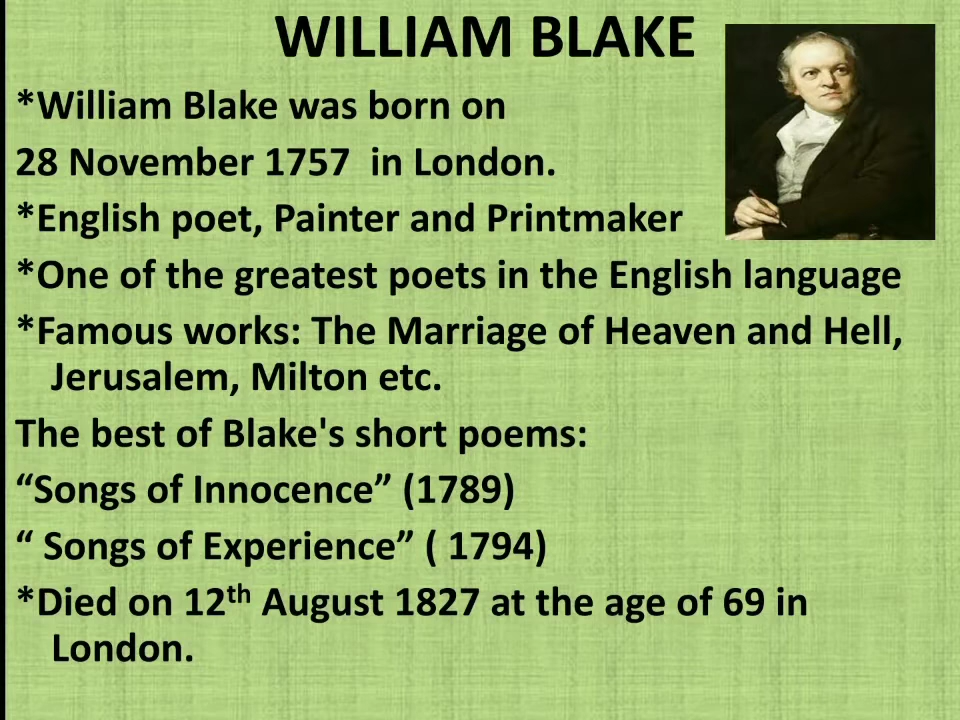 WILLIAM BLAKE
*William Blake was born on
28 November 1757  in London.
*English poet, Painter and Printmaker
*One of the greatest poets in the English language
*Famous works: The Marriage of Heaven and Hell,
Jerusalem, Milton etc.
The best of Blake's short poems:
“Songs of Innocence” (1789)
“ Songs of Experience” ( 1794)
*Died on 12th August 1827 at the age of 69 in
London.